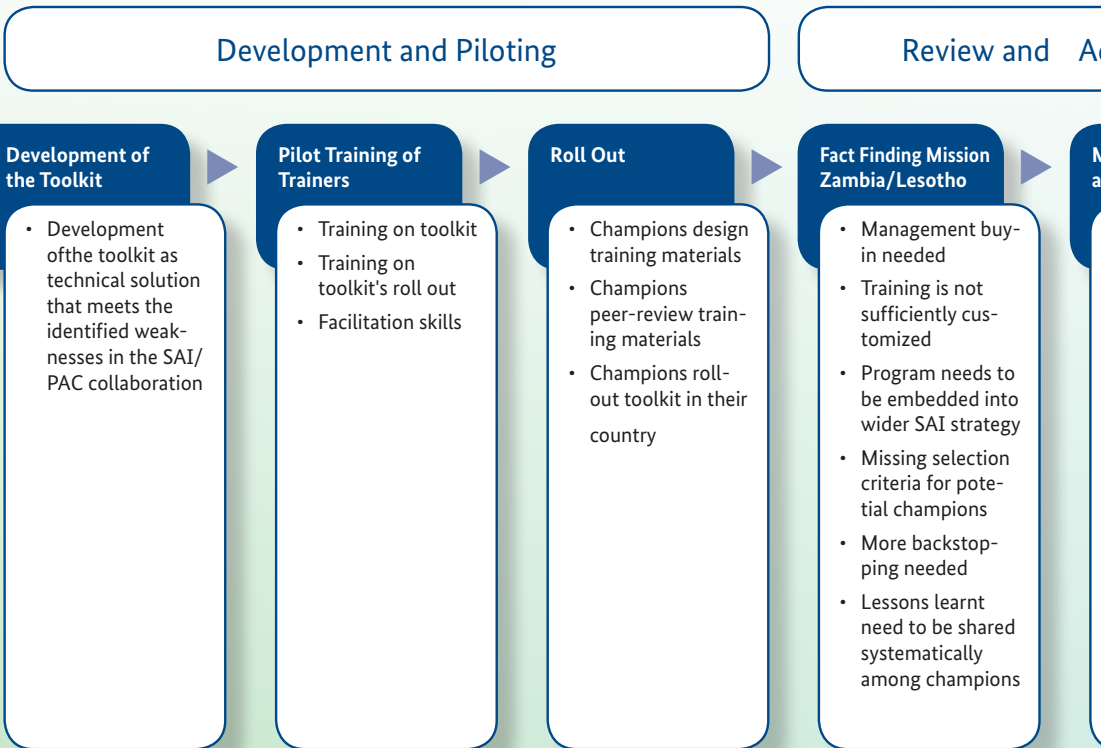 Development and Piloting
Review and
Development of
the Toolkit
• Development
ofthe toolkit as
technical solution
that meets the
identified weak-
nesses in the SAI/
PAC collaboration
Pilot Training of
Trainers
• Training on toolkit
• Training on
toolkit's roll out
• Facilitation skills
Roll Out
• Champions design
training materials
• Champions
peer-review train-
ing materials
• Champions roll-
out toolkit in their
country
Fact Finding Mission
Zambia/Lesotho
• Management buy-
in needed
• Training is not
sufficiently cus-
tomized
• Program needs to
be embedded into
wider SAI strategy
• Missing selection
criteria for pote-
tial champions
• More backstop-
ping needed
• Lessons learnt
need to be shared
systematically
among champions